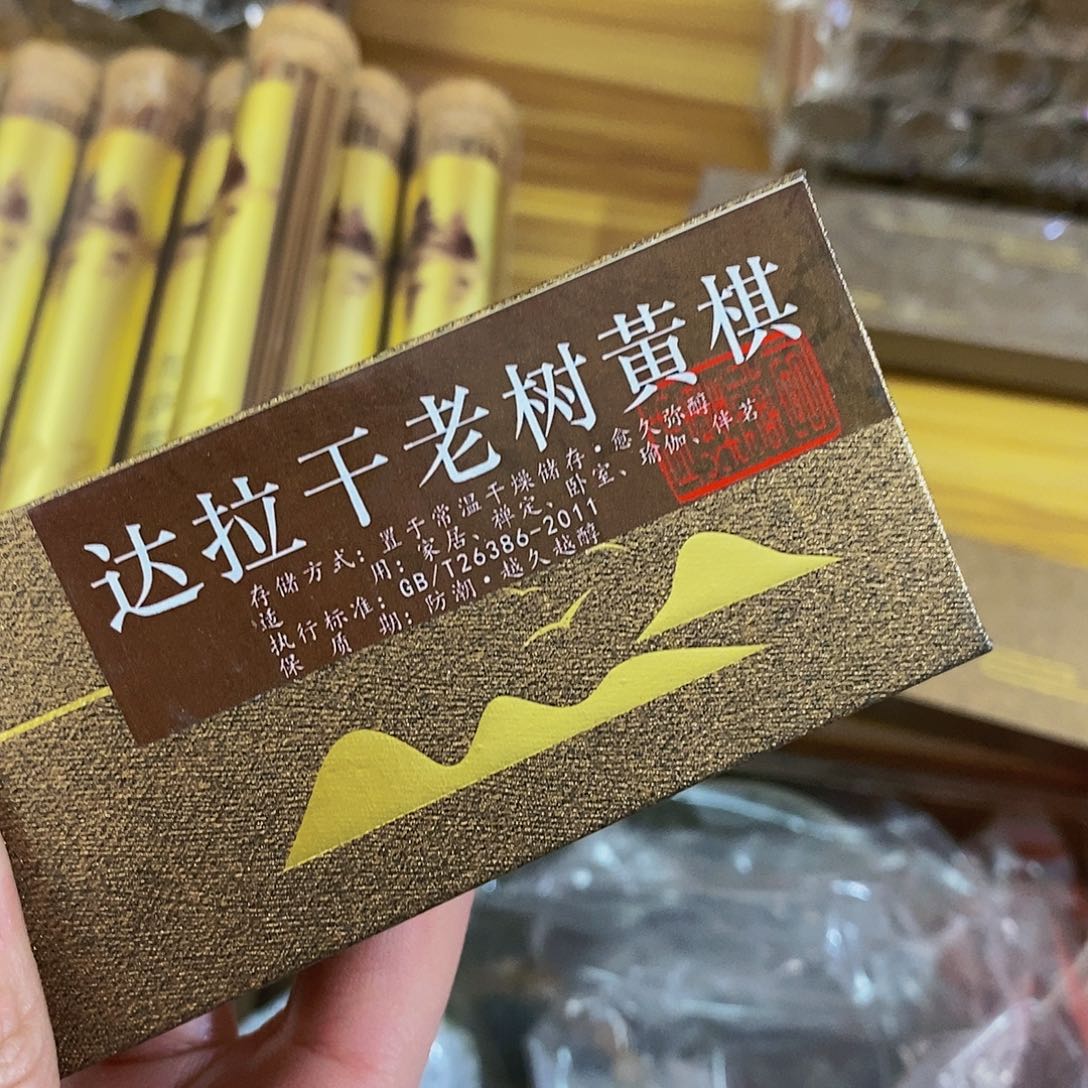 达拉干老树黄棋
存储方式：置于常温干燥储存·愈久弥醇
适用：家居、禅定、卧室、瑜伽、伴茗
执行标准：GB/T26386-2011
保质期：防潮·越久越醇